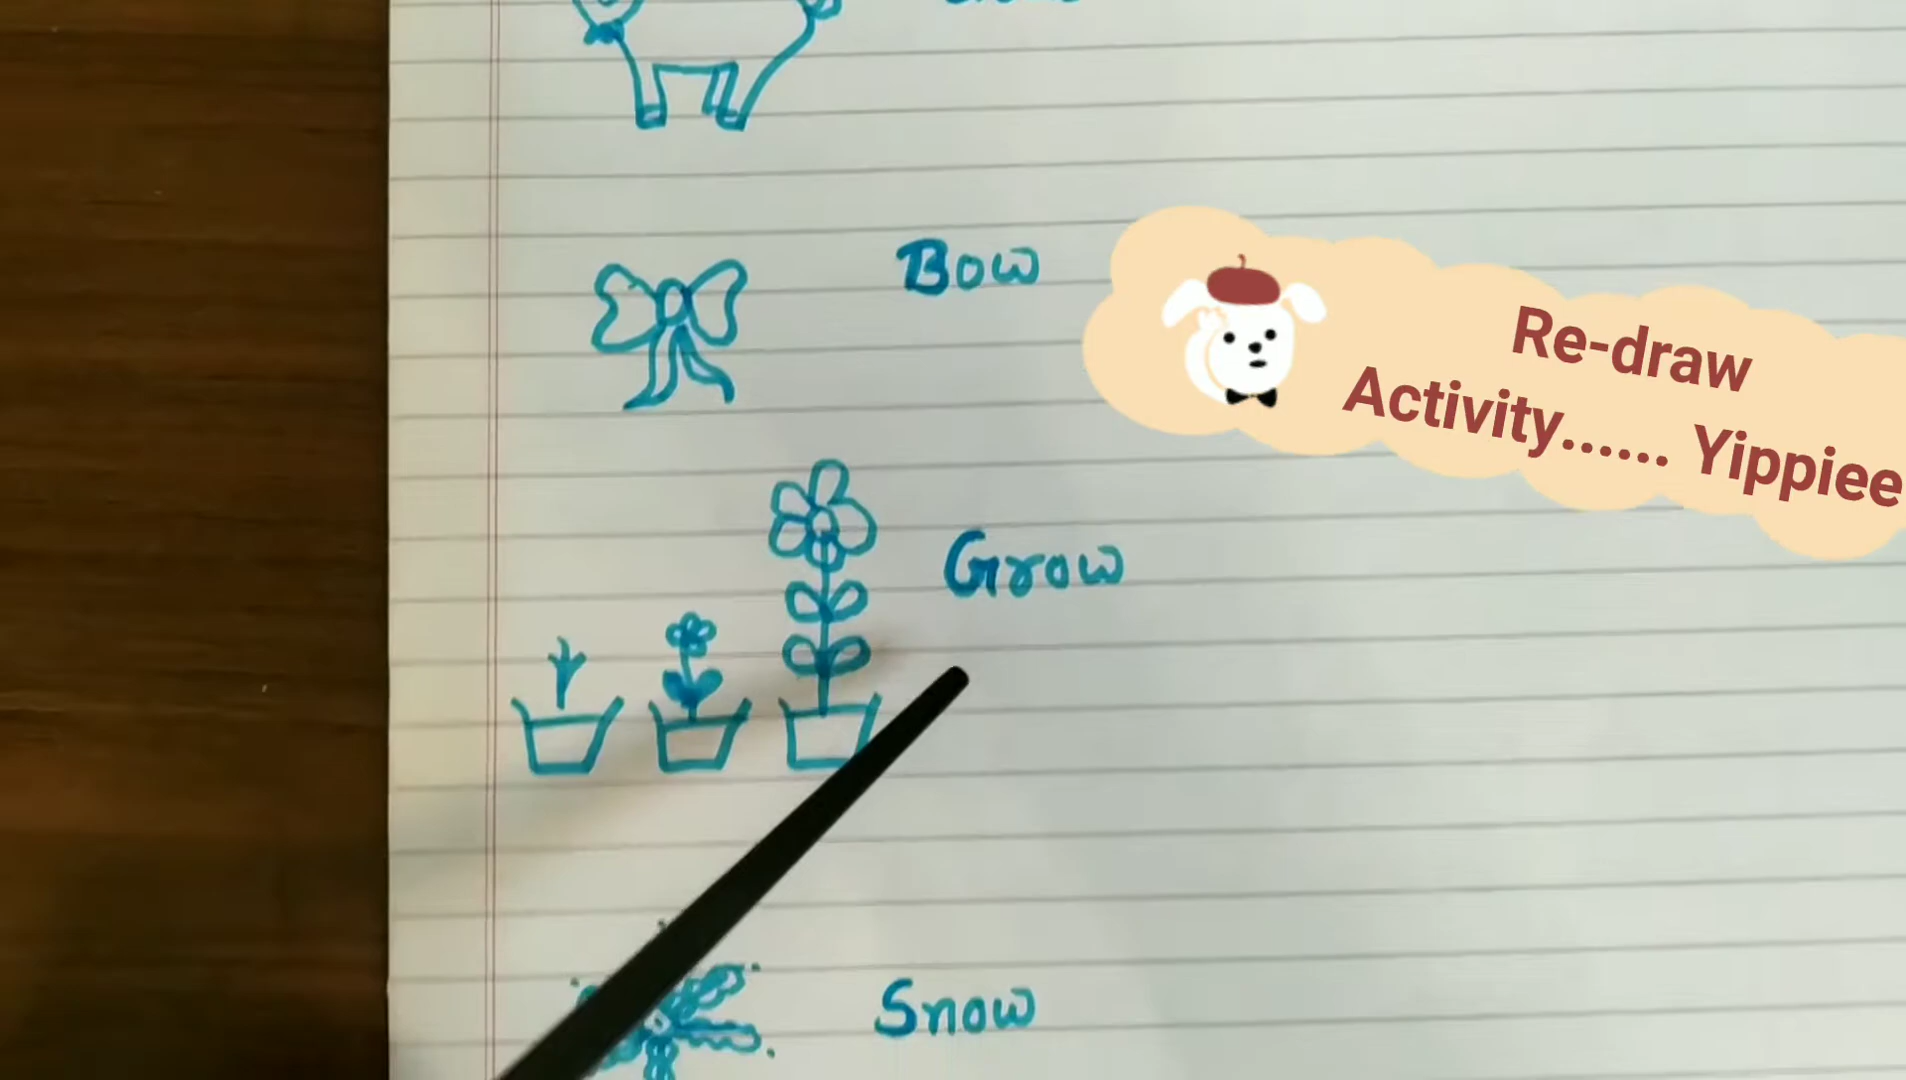 Bow
Re-draw
Activity...... Yippiee
Grow
Snow